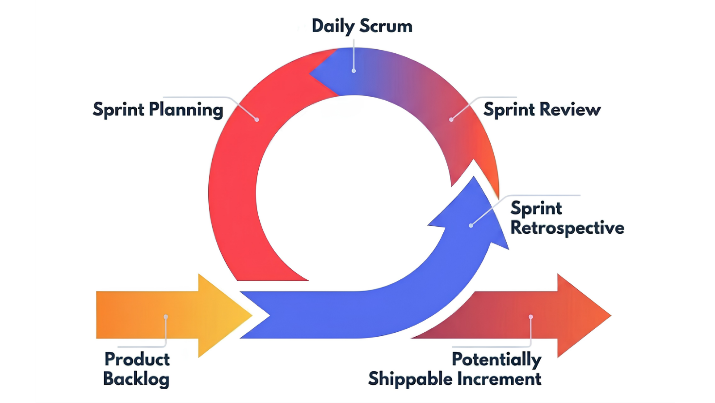 Daily Scrum
Sprint Planning
Sprint Review
Sprint
Retrospective
Product
Backlog
Potentially
Shippable Increment